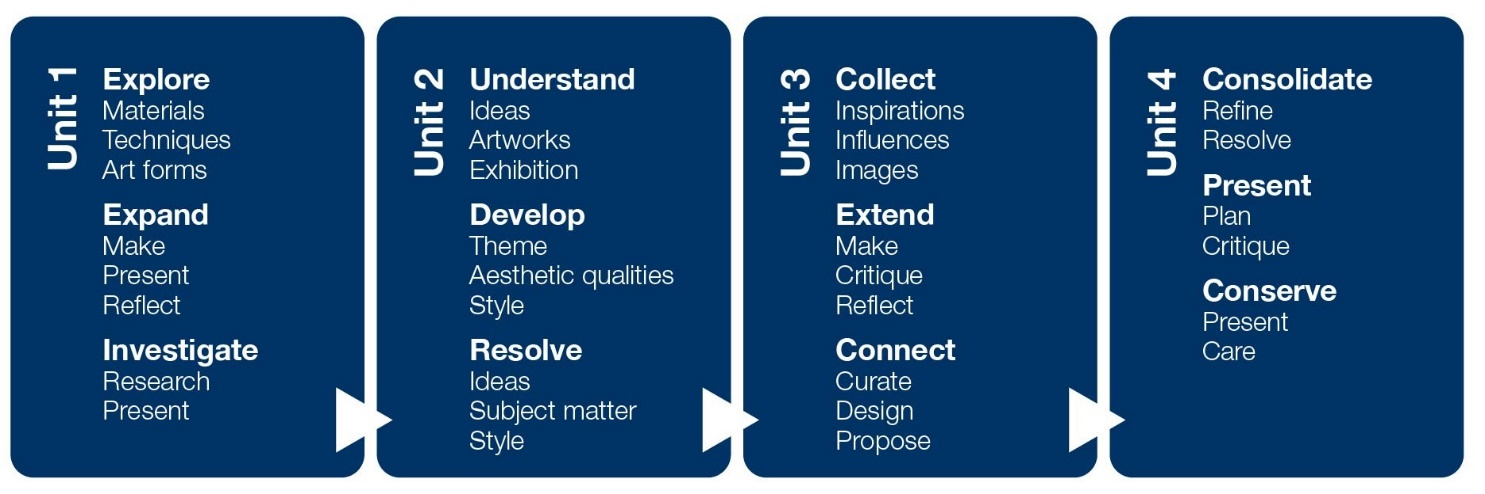 Unit 1
Explore
Materials
Techniques
Art forms
Expand
Make
Present
Reflect
Investigate
Research
Present
Unit 2
Understand
Ideas
Artworks
Exhibition
Develop
Theme
Aesthetic qualities
Style
Resolve
Ideas
Subject matter
Style
Unit 3
Collect
Inspirations
Influences
Images
Extend
Make
Critique
Reflect
Connect
Curate
Design
Propose
Unit 4
Consolidate
Refine
Resolve
Present
Plan
Critique
Conserve
Present
Care